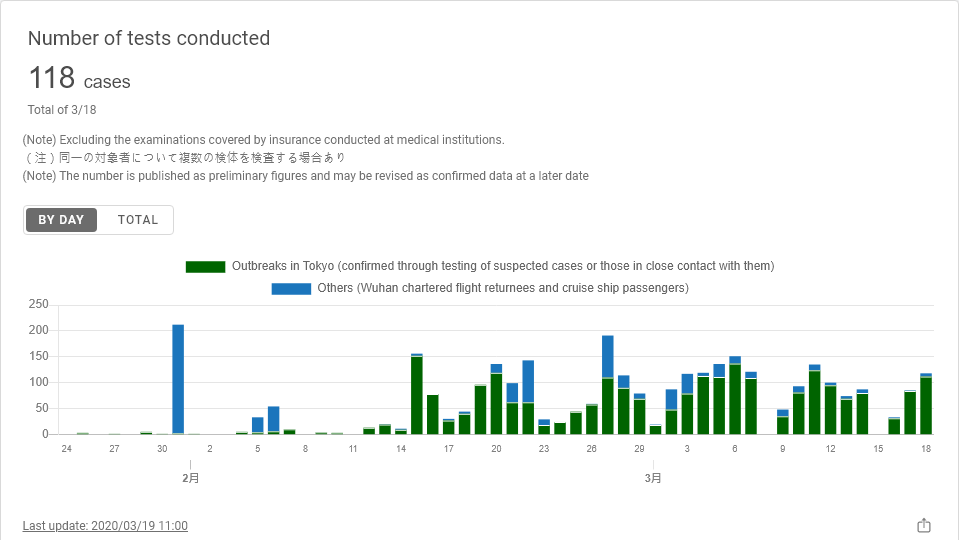 Number of tests conducted
118 cases
Total of 3/18
(Note) Excluding the examinations covered by insurance conducted at medical institutions.
（注）同一の対象者について複数の検体を検査する場合あり
(Note) The number is published as preliminary figures and may be revised as confirmed data at a later date
BY DAY TOTAL
Outbreaks in Tokyo (confirmed through testing of suspected cases or those in close contact with them)
Others (Wuhan chartered flight returnees and cruise ship passengers)
250
200
150
100
50
0
24 27 30 2 5 8 11 14 17 20 23 26 29 3 6 9 12 15 18
2月 3月
Last update: 2020/03/19 11:00